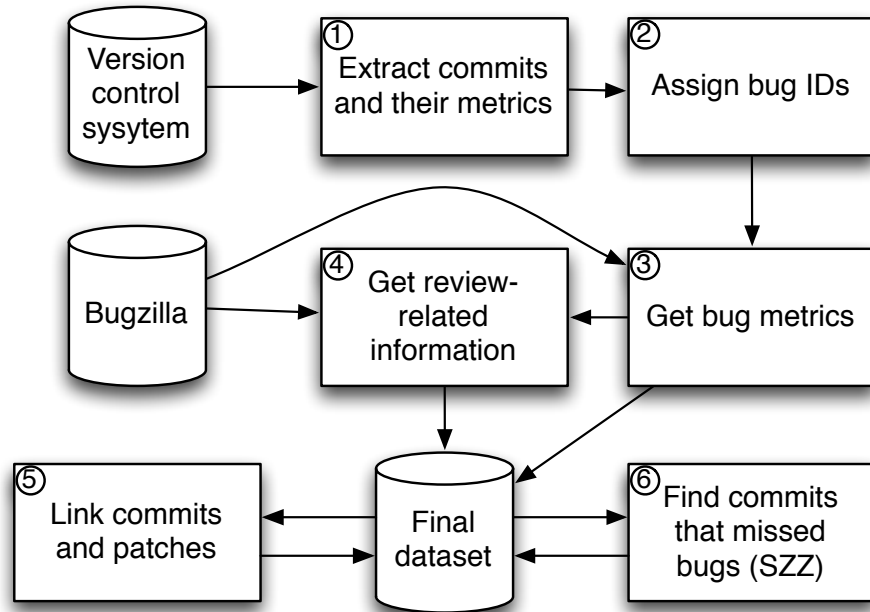 Version
control
sysytem
①
Extract commits
and their metrics
②
Assign bug IDs
Bugzilla
④
Get review-
related
information
③
Get bug metrics
⑤
Link commits
and patches
Final
dataset
⑥
Find commits
that missed
bugs (SZZ)